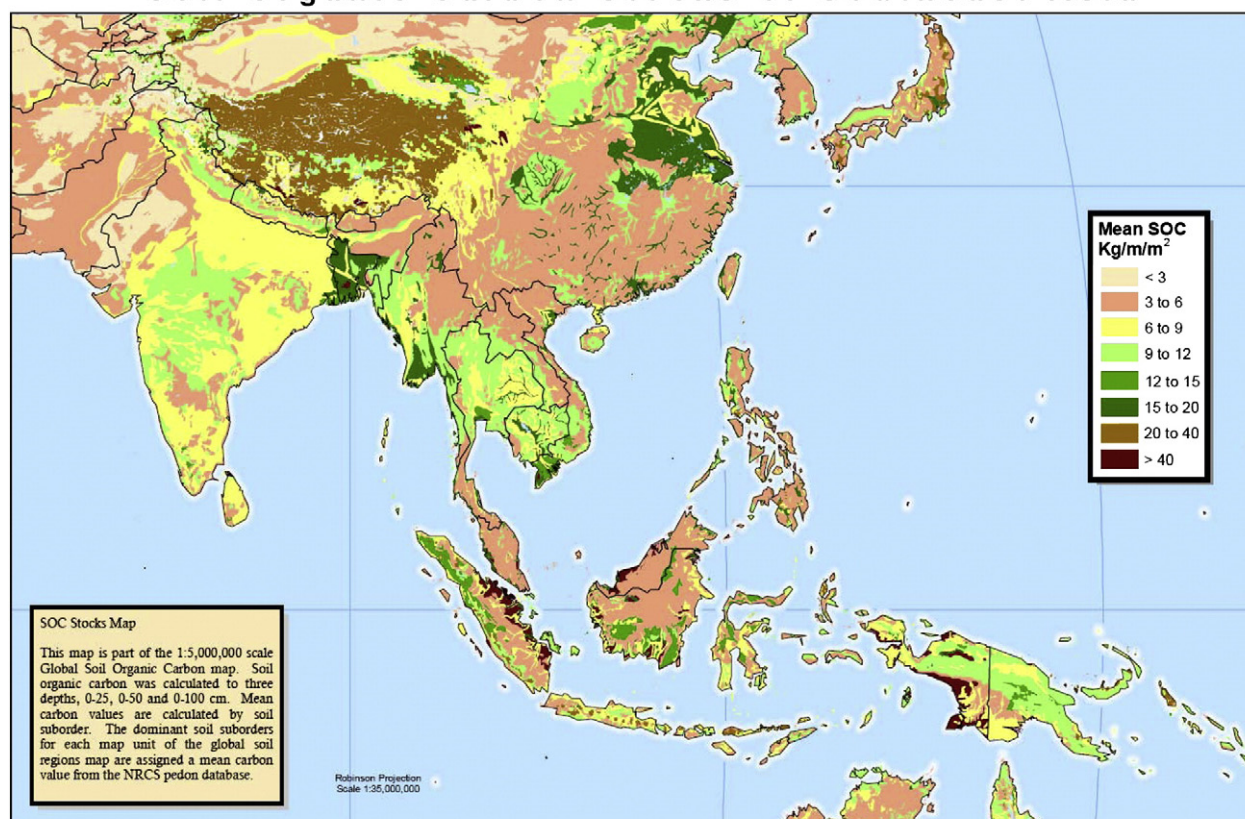 Mean SOC
Kg/m/m²
< 3
3 to 6
6 to 9
9 to 12
12 to 15
15 to 20
20 to 40
> 40
SOC Stocks Map
This map is part of the 1:5,000,000 scale
Global Soil Organic Carbon map. Soil
organic carbon was calculated to three
depths, 0-25, 0-50 and 0-100 cm. Mean
carbon values are calculated by soil
suborder. The dominant soil suborders
for each map unit of the global soil
regions map are assigned a mean carbon
value from the NRCS pedon database.
Robinson Projection
Scale 1:35,000,000